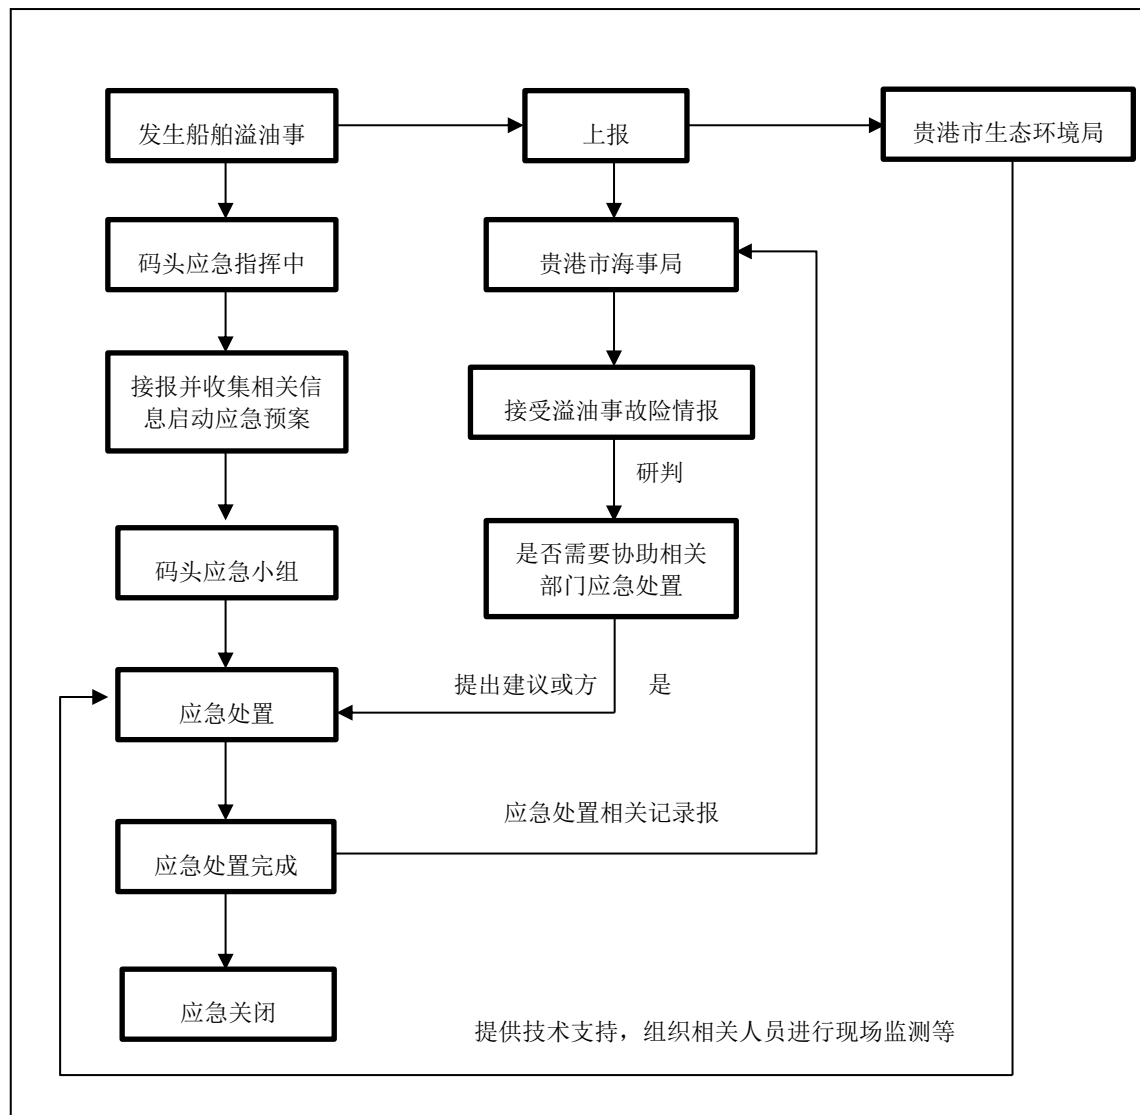 发生船舶溢油事
上报
贵港市生态环境局
码头应急指挥中
贵港市海事局
接报并收集相关信
息启动应急预案
接受溢油事故险情报
研判
码头应急小组
是否需要协助相关
部门应急处置
提出建议或方
是
应急处置
应急处置相关记录报
应急处置完成
应急关闭
提供技术支持，组织相关人员进行现场监测等